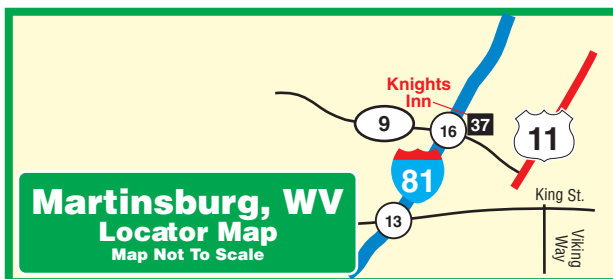 Knights
Inn
9
16
37
11
81
13
King St.
Viking
Way
Martinsburg, WV
Locator Map
Map Not To Scale